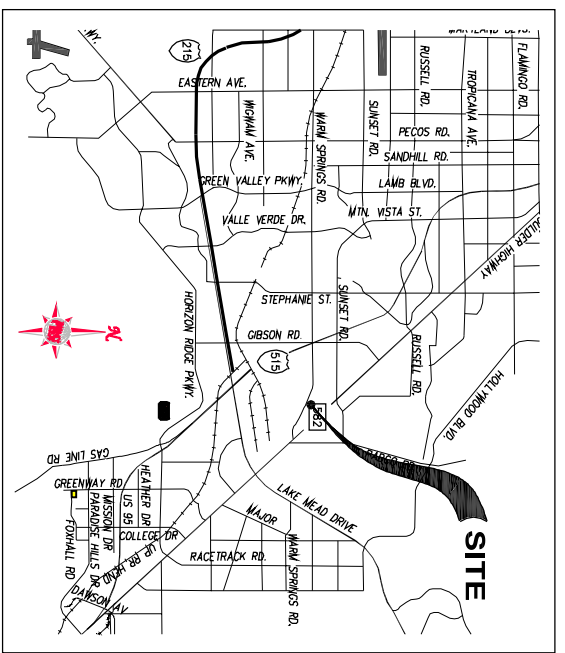 FLAMINGO RD.
TROPICANA AVE.
RUSSELL RD.
PECOS RD.
SANDHILL RD.
LAMB BLVD.
MTN. VISTA ST.
SUNSET RD.
WARM SPRINGS RD.
EASTERN AVE.
WIGWAM AVE.
215
GREEN VALLEY PKWY.
VALLE VERDE DR.
STEPHANIE ST.
SUNSET RD.
GIBSON RD.
515
RUSSELL RD.
HOLLYWOOD BLVD.
HORIZON RIDGE PKWY.
N
582
SITE
GAS LINE RD
GREENWAY RD
HEATHER DR
US 95
COLLEGE DR
MISSION DR
PARADISE HILLS DR
FOXHALL RD
UP RR HEND
DAWSON AV
RACETRACK RD.
LAKE MEAD DRIVE
MAJOR
WARM SPRINGS RD.